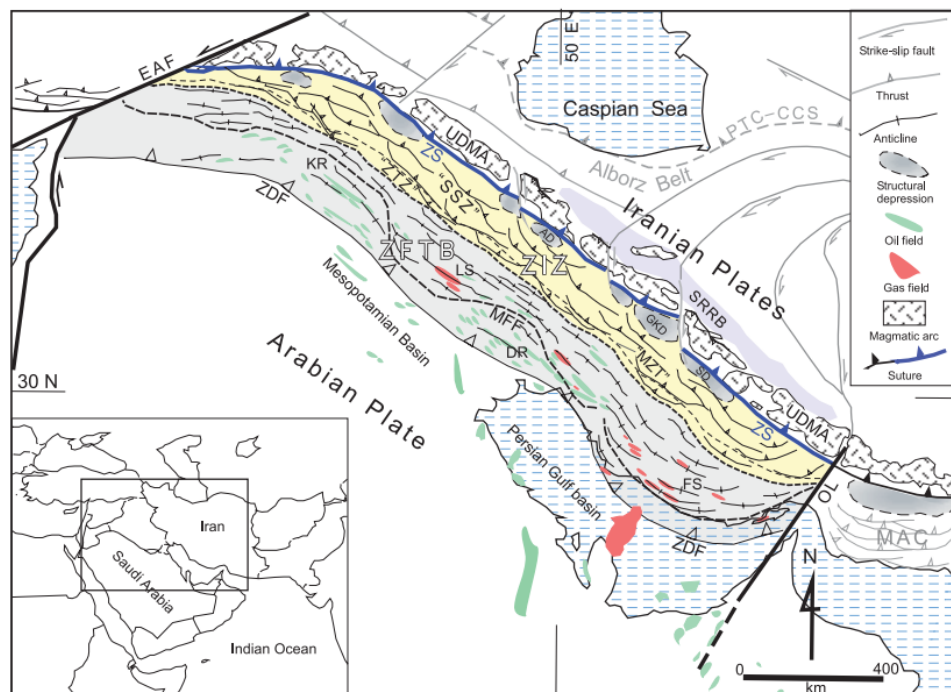 50 E
Caspian Sea
EAF
PTC-CCS
Alborz Belt
UDMA
ZS
KR
"ZTZ"
"SSZ"
ZDF
Iranian Plates
AD
ZFTB
ZIZ
LS
SRRB
Mesopotamian Basin
MFF
GKD
DR
"MZT"
SD
Arabian Plate
30 N
UDMA
ZS
Persian Gulf basin
FS
ZDF
MAC
N
0
400
km
Strike-slip fault
Thrust
Anticline
Structural
depression
Oil field
Gas field
Magmatic arc
Suture
Iran
Saudi Arabia
Indian Ocean